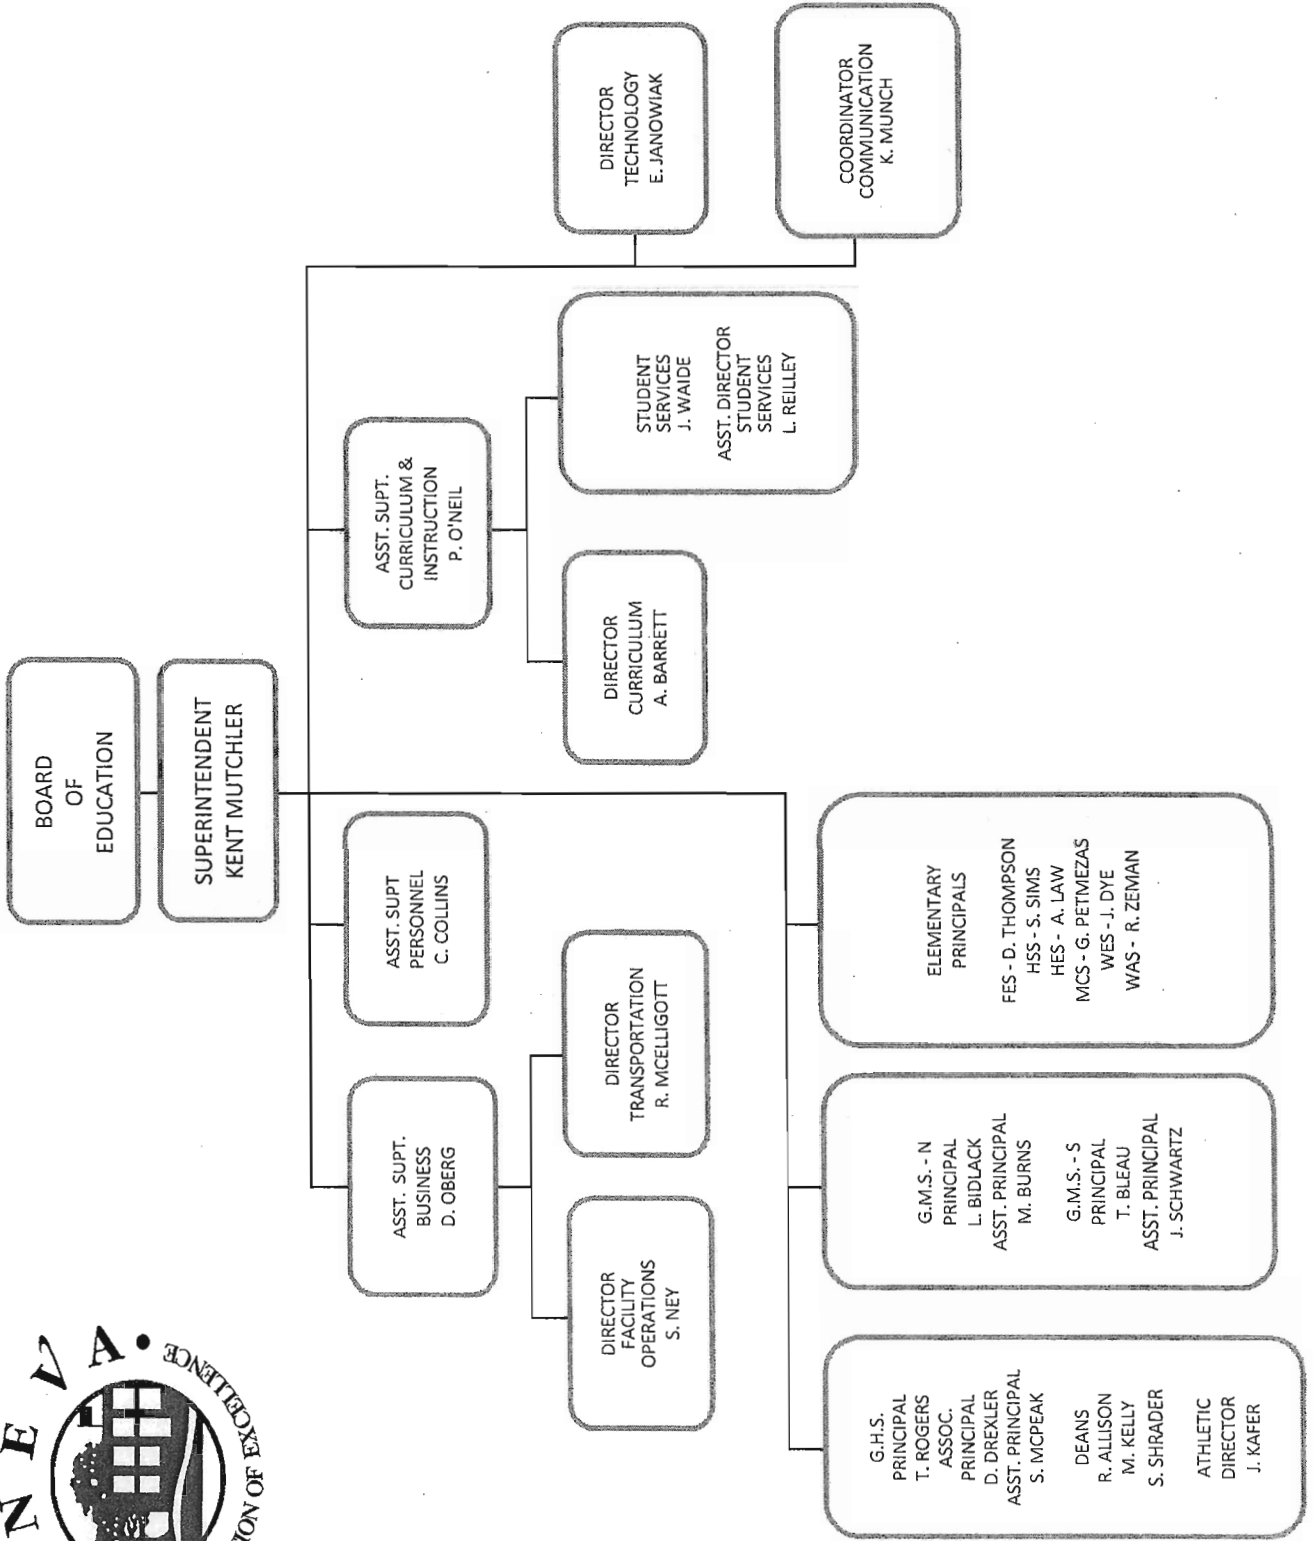 BOARD
OF
EDUCATION
SUPERINTENDENT
KENT MUTCHLER
ASST. SUPT.
BUSINESS
D. OBERG
ASST. SUPT
PERSONNEL
C. COLLINS
ASST. SUPT.
CURRICULUM &
INSTRUCTION
P. O'NEIL
DIRECTOR
FACILITY
OPERATIONS
S. NEY
DIRECTOR
TRANSPORTATION
R. MCELLIGOTT
DIRECTOR
CURRICULUM
A. BARRETT
STUDENT
SERVICES
J. WAIDE
ASST. DIRECTOR
STUDENT
SERVICES
L. REILLEY
DIRECTOR
TECHNOLOGY
E. JANOWIAK
COORDINATOR
COMMUNICATION
K. MUNCH
G.H.S.
PRINCIPAL
T. ROGERS
ASSOC.
PRINCIPAL
D. DREXLER
ASST. PRINCIPAL
S. MCPEAK
DEANS
R. ALLISON
M. KELLY
S. SHRADER
ATHLETIC
DIRECTOR
J. KAFER
G.M.S. - N
PRINCIPAL
L. BIDLACK
ASST. PRINCIPAL
M. BURNS
G.M.S. - S
PRINCIPAL
T. BLEAU
ASST. PRINCIPAL
J. SCHWARTZ
ELEMENTARY
PRINCIPALS
FES - D. THOMPSON
HSS - S. SIMS
HES - A. LAW
MCS - G. PETMEZAS
WES - J. DYE
WAS - R. ZEMAN
N E V A •
ION OF EXCELLENCE